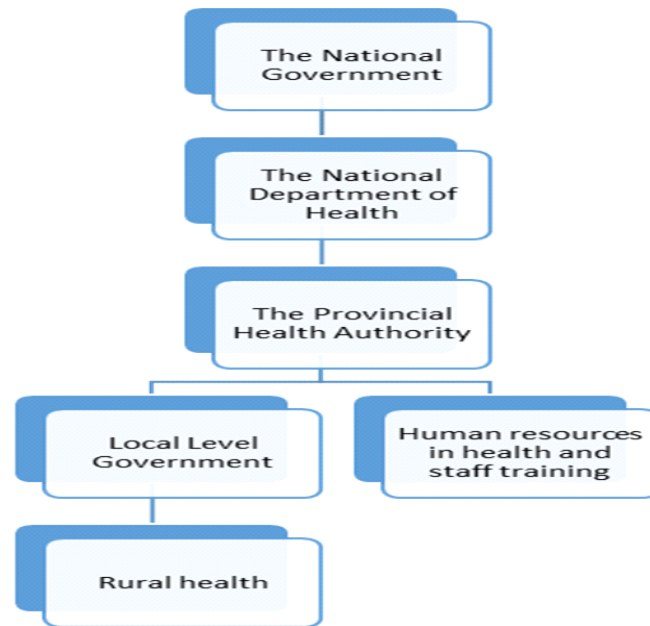 The National
Government
The National
Department of
Health
The Provincial
Health Authority
Local Level
Government
Human resources
in health and
staff training
Rural health